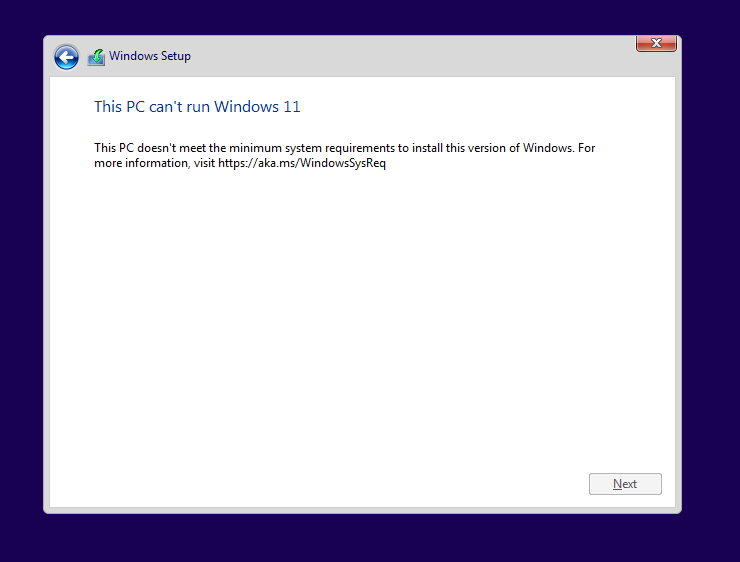 Windows Setup
This PC can't run Windows 11
This PC doesn't meet the minimum system requirements to install this version of Windows. For
more information, visit https://aka.ms/WindowsSysReq
Next